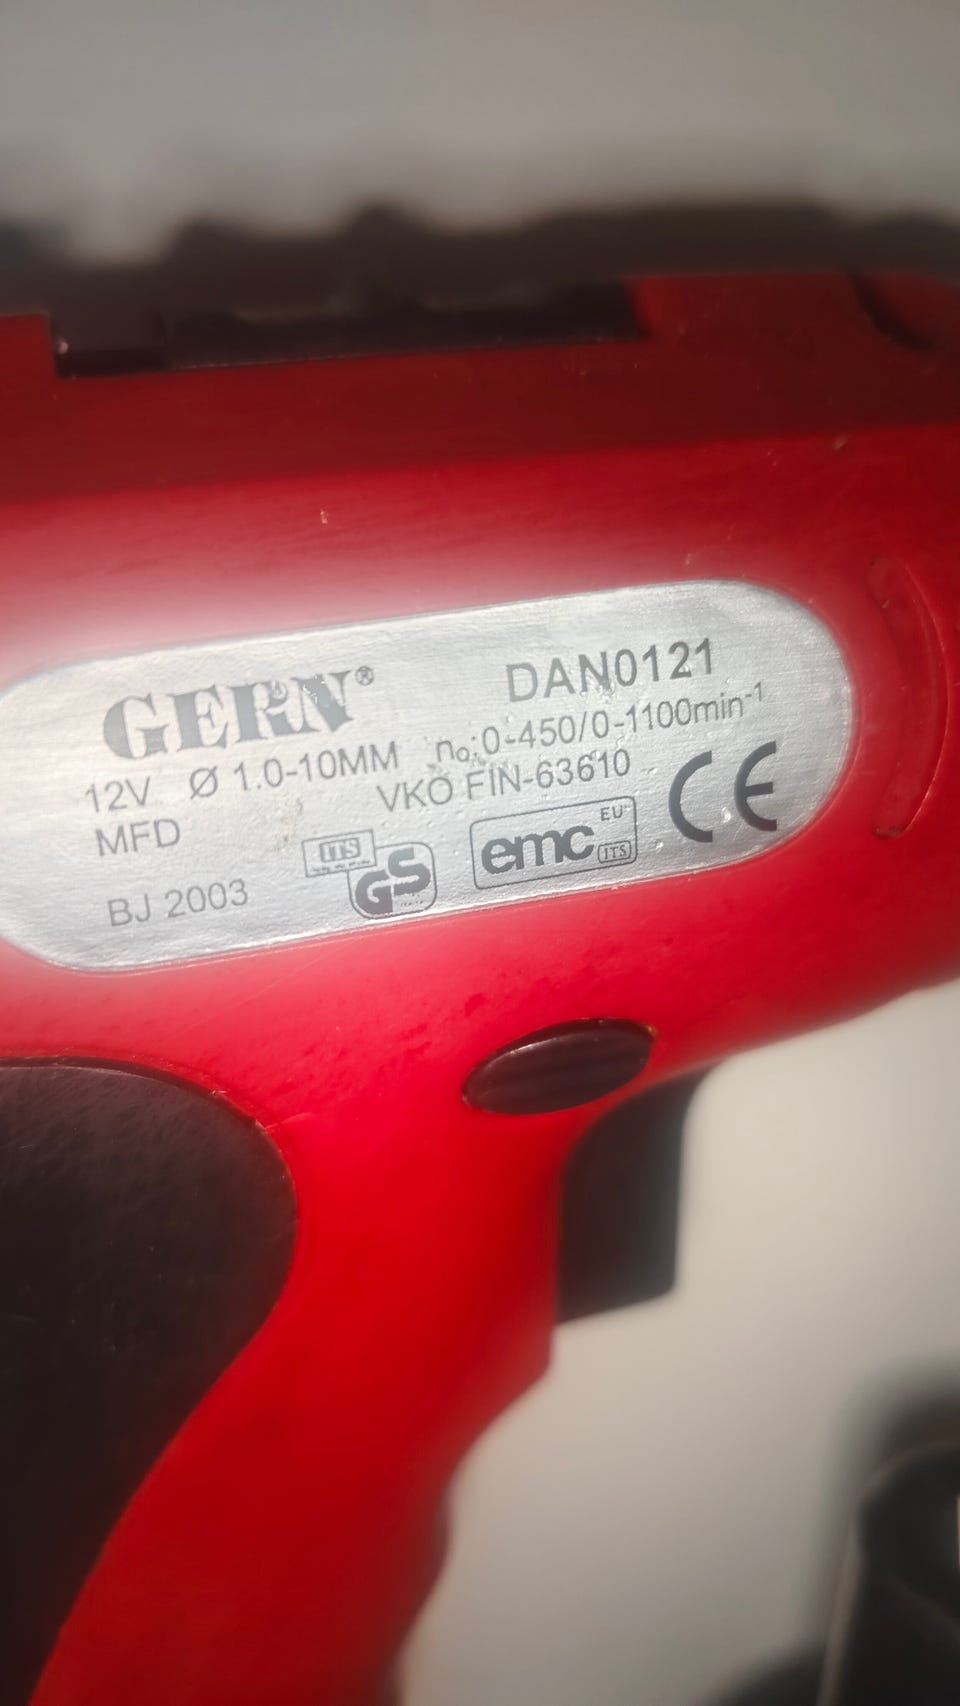 GERN® DAN0121
12V Ø 1.0-10MM no:0-450/0-1100min-1
MFD VKO FIN-63610
BJ 2003
ITS
GS
emc EU
ITS
CE